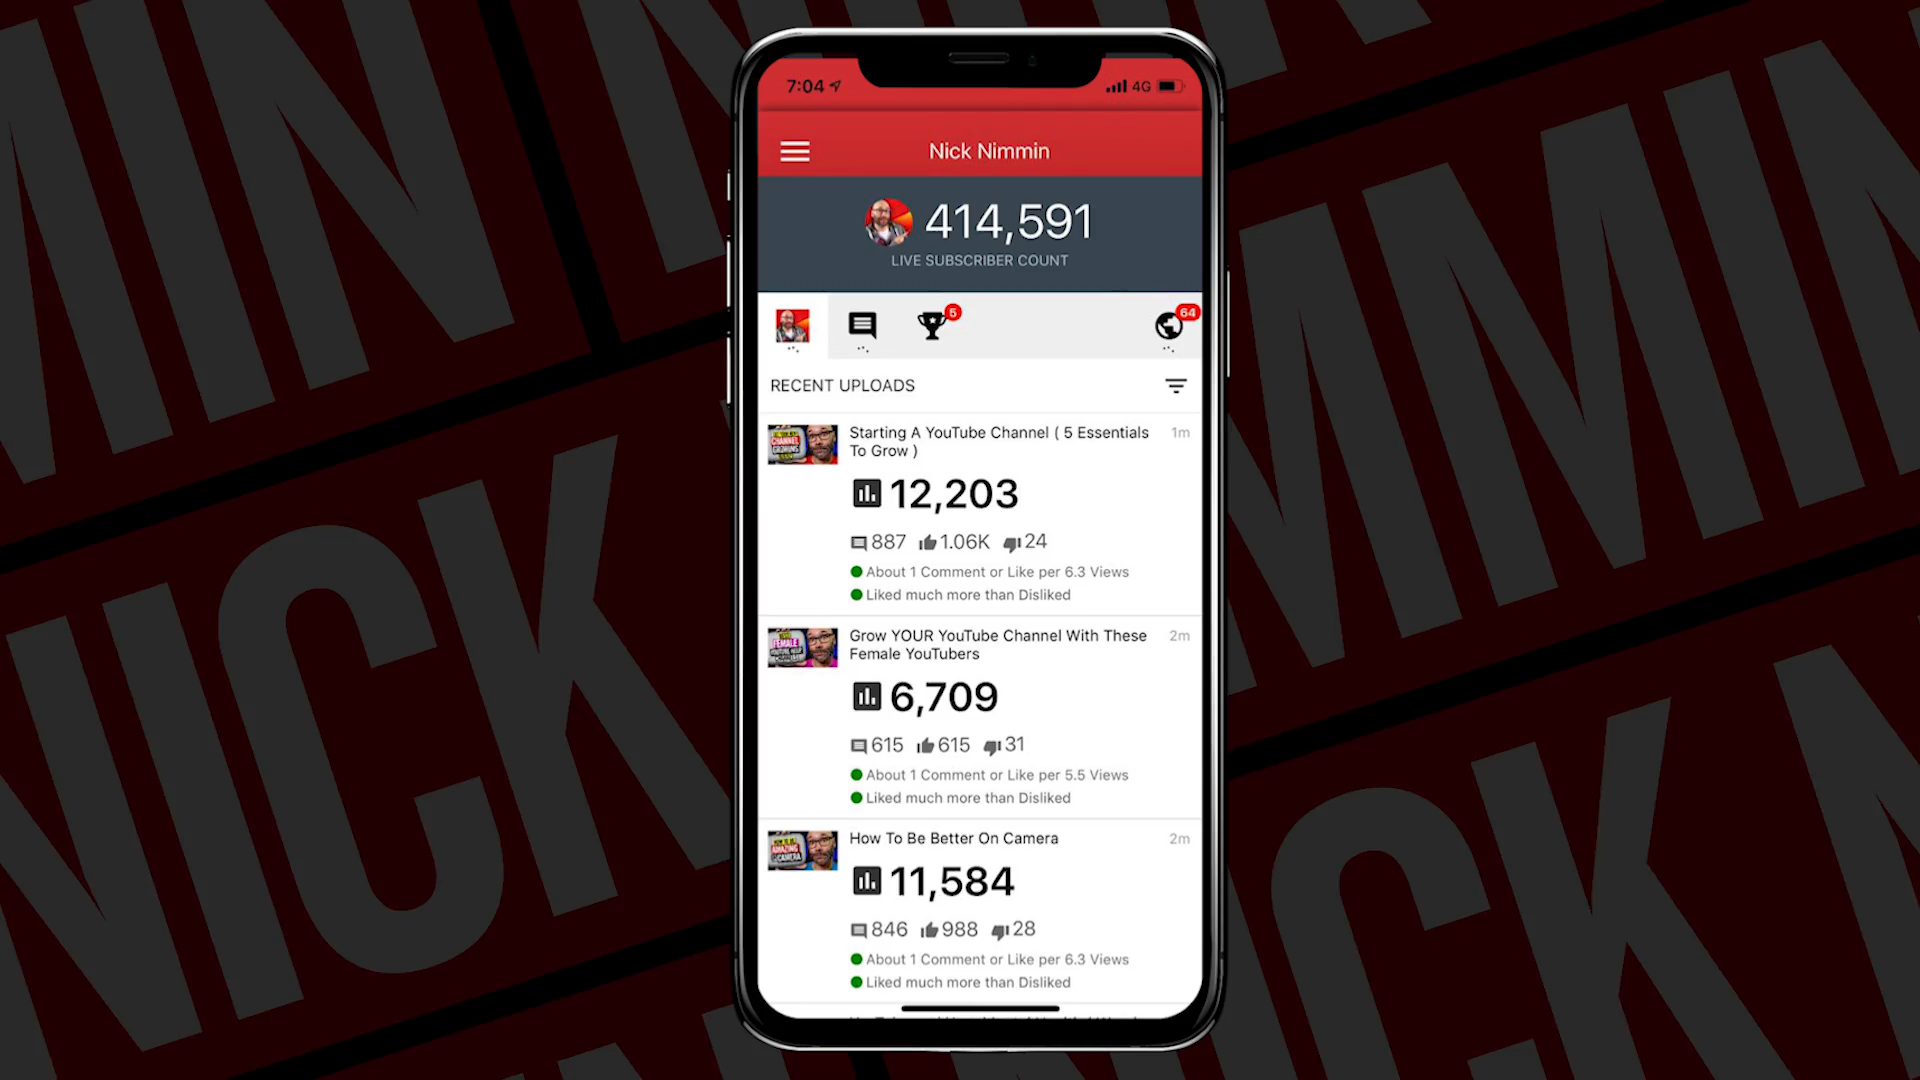 7:04
4G
Nick Nimmin
414,591
LIVE SUBSCRIBER COUNT
5
64
RECENT UPLOADS
Starting A YouTube Channel ( 5 Essentials
To Grow )
1m
12,203
887 1.06K 24
About 1 Comment or Like per 6.3 Views
Liked much more than Disliked
Grow YOUR YouTube Channel With These
Female YouTubers
2m
6,709
615 615 31
About 1 Comment or Like per 5.5 Views
Liked much more than Disliked
How To Be Better On Camera
2m
11,584
846 988 28
About 1 Comment or Like per 6.3 Views
Liked much more than Disliked
NICK NIMMIN